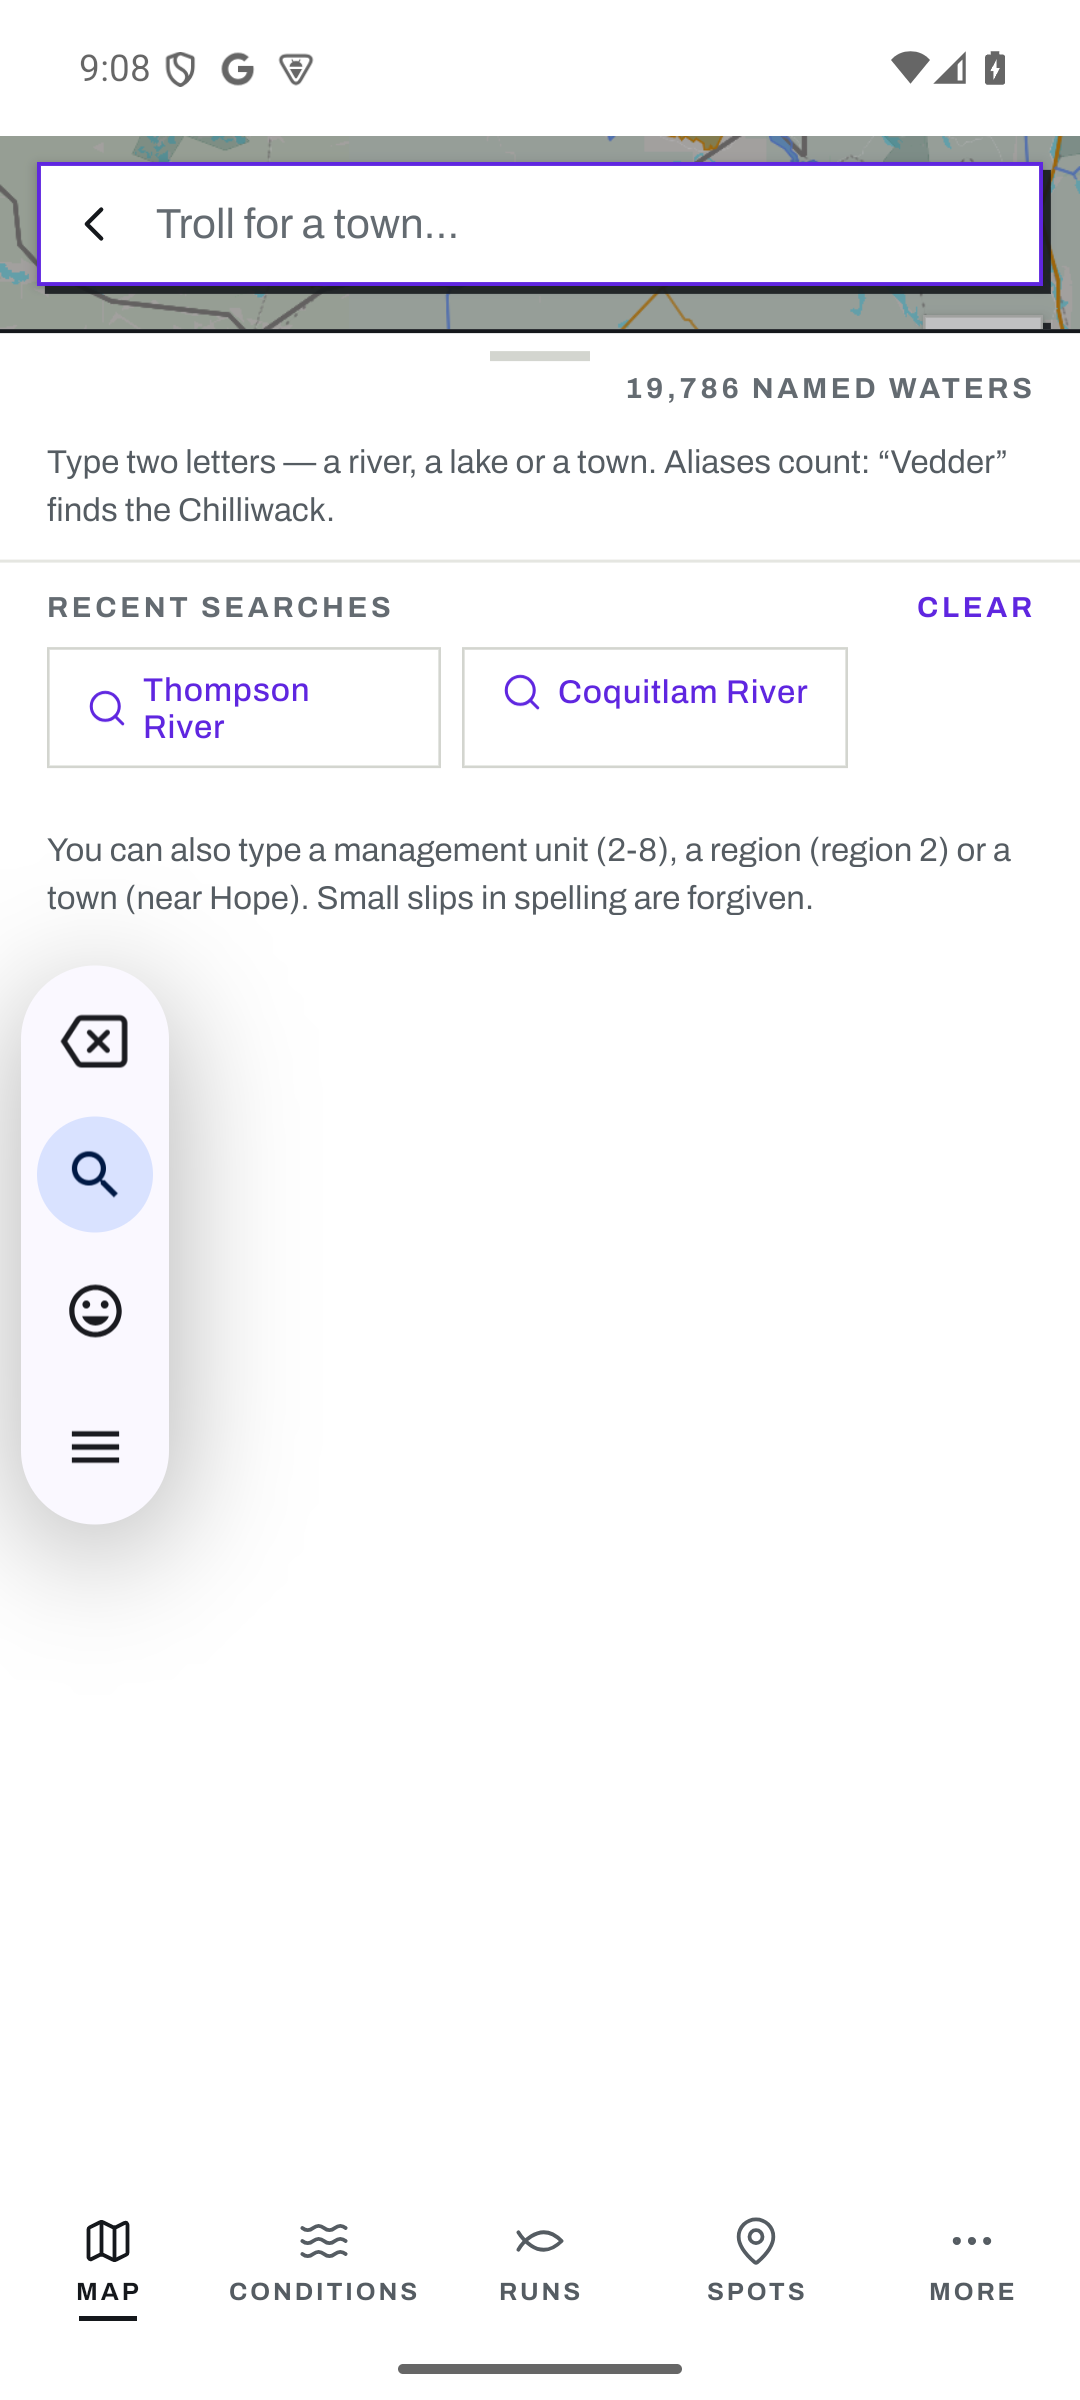 9:08
Troll for a town...
19,786 NAMED WATERS
Type two letters — a river, a lake or a town. Aliases count: “Vedder”
finds the Chilliwack.
RECENT SEARCHES
CLEAR
Thompson
River
Coquitlam River
You can also type a management unit (2-8), a region (region 2) or a
town (near Hope). Small slips in spelling are forgiven.
MAP
CONDITIONS
RUNS
SPOTS
MORE